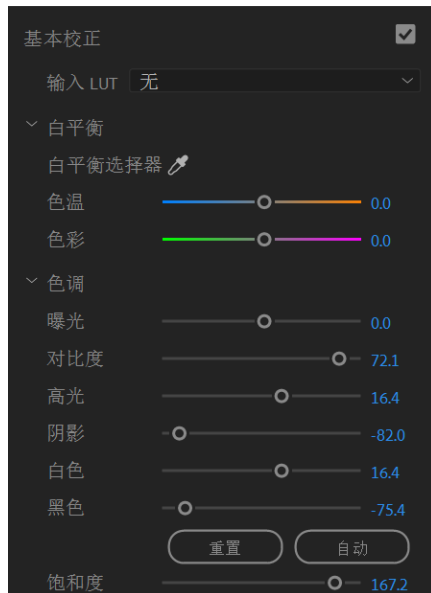 基本校正
输入 LUT 无
白平衡
白平衡选择器
色温 0.0
色彩 0.0
色调
曝光 0.0
对比度 72.1
高光 16.4
阴影 -82.0
白色 16.4
黑色 -75.4
重置 自动
饱和度 167.2